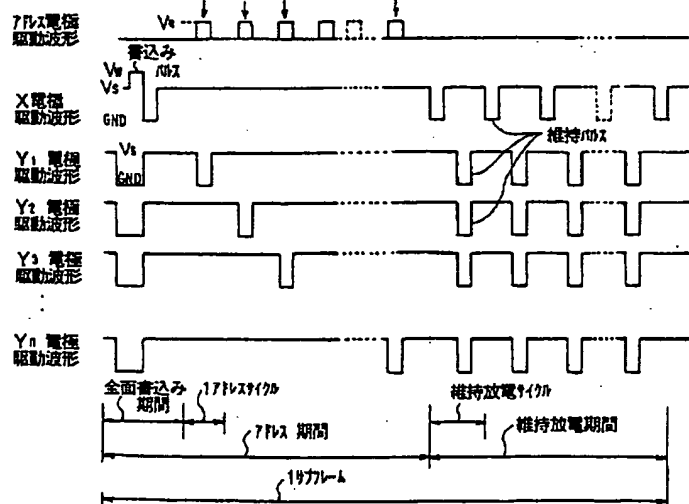 アドレス電極
駆動波形
Va
書込み
パルス
Vw
Vs
X電極
駆動波形
GND
維持パルス
Y1 電極
駆動波形
Vs
GND
Y2 電極
駆動波形
Y3 電極
駆動波形
Yn 電極
駆動波形
全面書込み
期間
1アドレスサイクル
維持放電サイクル
アドレス 期間
維持放電期間
1サブフレーム